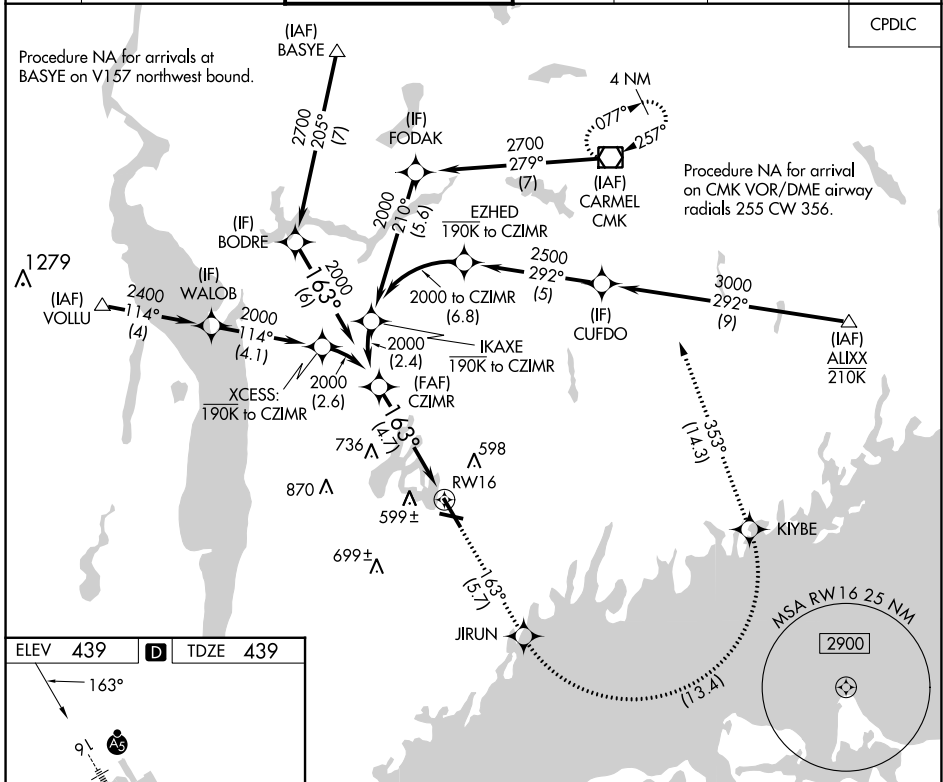 CPDLC
Procedure NA for arrivals at
BASYE on V157 northwest bound.
(IAF)
BASYE
2700
205°
(7)
(IF)
FODAK
2700
279°
(7)
4 NM
077°
257°
(IAF)
CARMEL
CMK
Procedure NA for arrival
on CMK VOR/DME airway
radials 255 CW 356.
2000
210°
(5.6)
EZHED
190K to CZIMR
(IF)
BODRE
2000
163°
(6)
1279
(IAF)
VOLLU
2400
114°
(4)
(IF)
WALOB
2000
114°
(4.1)
2000 to CZIMR
(6.8)
2500
292°
(5)
(IF)
CUFDO
3000
292°
(9)
(IAF)
ALIXX
210K
IKAXE
190K to CZIMR
2000
(2.4)
XCESS:
190K to CZIMR
2000
(2.6)
(FAF)
CZIMR
163°
(4.7)
736
598
870
RW16
599±
699±
163°
(5.7)
JIRUN
(13.4)
KIYBE
353°
(14.3)
MSA RW16 25 NM
2900
ELEV 439
D
TDZE 439
163°
16
A5